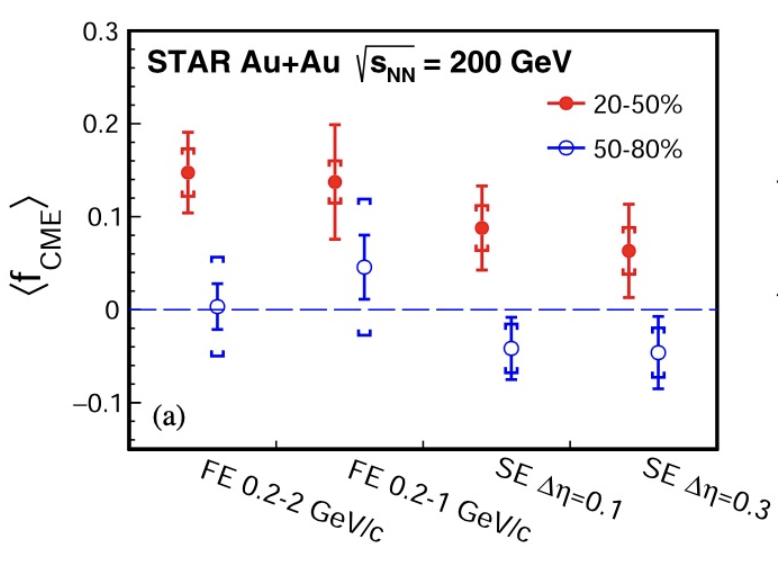 0.3
STAR Au+Au √sNN = 200 GeV
20-50%
0.2
50-80%
0.1
⟨fCME⟩
0
−0.1
(a)
FE 0.2-2 GeV/c
FE 0.2-1 GeV/c
SE Δη=0.1
SE Δη=0.3